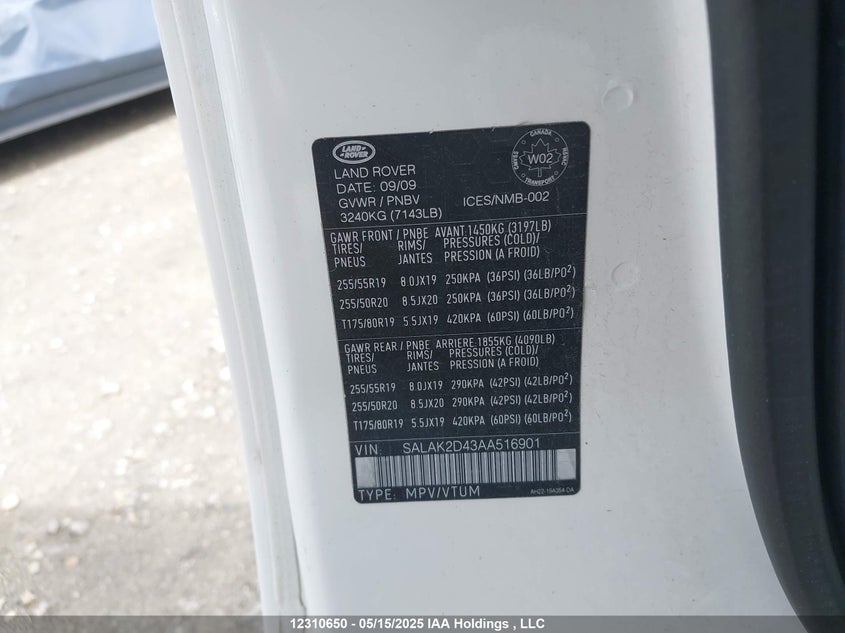 LAND ROVER
CANADA
W02
TRANSPORT
LAND ROVER
DATE: 09/09
GVWR / PNBV
ICES/NMB-002
3240KG (7143LB)
GAWR FRONT / PNBE AVANT 1450KG (3197LB)
TIRES/ RIMS/ PRESSURES (COLD)/
PNEUS JANTES PRESSION (A FROID)
255/55R19 8.0JX19 250KPA (36PSI) (36LB/PO²)
255/50R20 8.5JX20 250KPA (36PSI) (36LB/PO²)
T175/80R19 5.5JX19 420KPA (60PSI) (60LB/PO²)
GAWR REAR / PNBE ARRIERE 1855KG (4090LB)
TIRES/ RIMS/ PRESSURES (COLD)/
PNEUS JANTES PRESSION (A FROID)
255/55R19 8.0JX19 290KPA (42PSI) (42LB/PO²)
255/50R20 8.5JX20 290KPA (42PSI) (42LB/PO²)
T175/80R19 5.5JX19 420KPA (60PSI) (60LB/PO²)
VIN: SALAK2D43AA516901
TYPE: MPV/VTUM
AH22-19A354 DA
12310650 - 05/15/2025 IAA Holdings , LLC